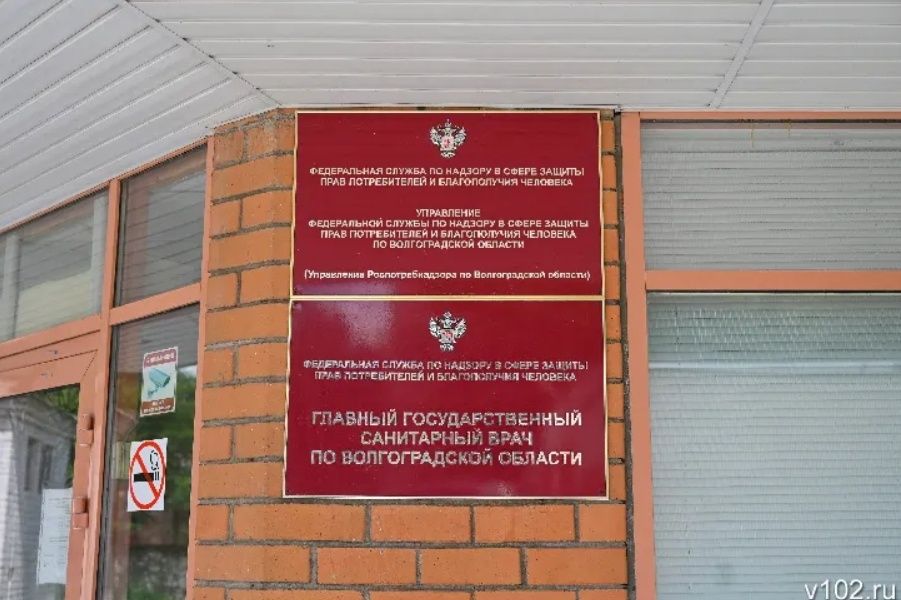 ФЕДЕРАЛЬНАЯ СЛУЖБА ПО НАДЗОРУ В СФЕРЕ ЗАЩИТЫ
ПРАВ ПОТРЕБИТЕЛЕЙ И БЛАГОПОЛУЧИЯ ЧЕЛОВЕКА
УПРАВЛЕНИЕ
ФЕДЕРАЛЬНОЙ СЛУЖБЫ ПО НАДЗОРУ В СФЕРЕ ЗАЩИТЫ
ПРАВ ПОТРЕБИТЕЛЕЙ И БЛАГОПОЛУЧИЯ ЧЕЛОВЕКА
ПО ВОЛГОГРАДСКОЙ ОБЛАСТИ
(Управление Роспотребнадзора по Волгоградской области)
ФЕДЕРАЛЬНАЯ СЛУЖБА ПО НАДЗОРУ В СФЕРЕ ЗАЩИТЫ
ПРАВ ПОТРЕБИТЕЛЕЙ И БЛАГОПОЛУЧИЯ ЧЕЛОВЕКА
ГЛАВНЫЙ ГОСУДАРСТВЕННЫЙ
САНИТАРНЫЙ ВРАЧ
ПО ВОЛГОГРАДСКОЙ ОБЛАСТИ
v102.ru